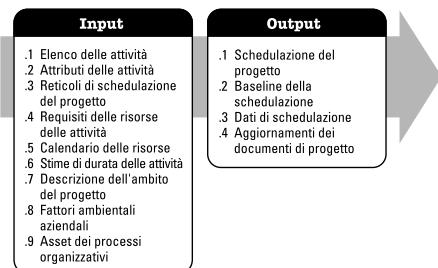 Input
.1 Elenco delle attività
.2 Attributi delle attività
.3 Reticoli di schedulazione
del progetto
.4 Requisiti delle risorse
delle attività
.5 Calendario delle risorse
.6 Stime di durata delle attività
.7 Descrizione dell'ambito
del progetto
.8 Fattori ambientali
aziendali
.9 Asset dei processi
organizzativi
Output
.1 Schedulazione del
progetto
.2 Baseline della
schedulazione
.3 Dati di schedulazione
.4 Aggiornamenti dei
documenti di progetto